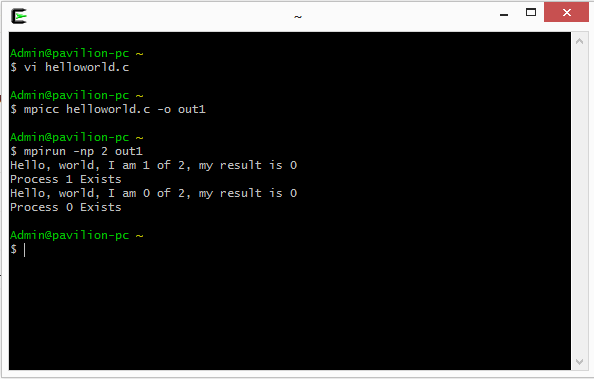 ~
Admin@pavilion-pc ~
$ vi helloworld.c
Admin@pavilion-pc ~
$ mpicc helloworld.c -o out1
Admin@pavilion-pc ~
$ mpirun -np 2 out1
Hello, world, I am 1 of 2, my result is 0
Process 1 Exists
Hello, world, I am 0 of 2, my result is 0
Process 0 Exists
Admin@pavilion-pc ~
$